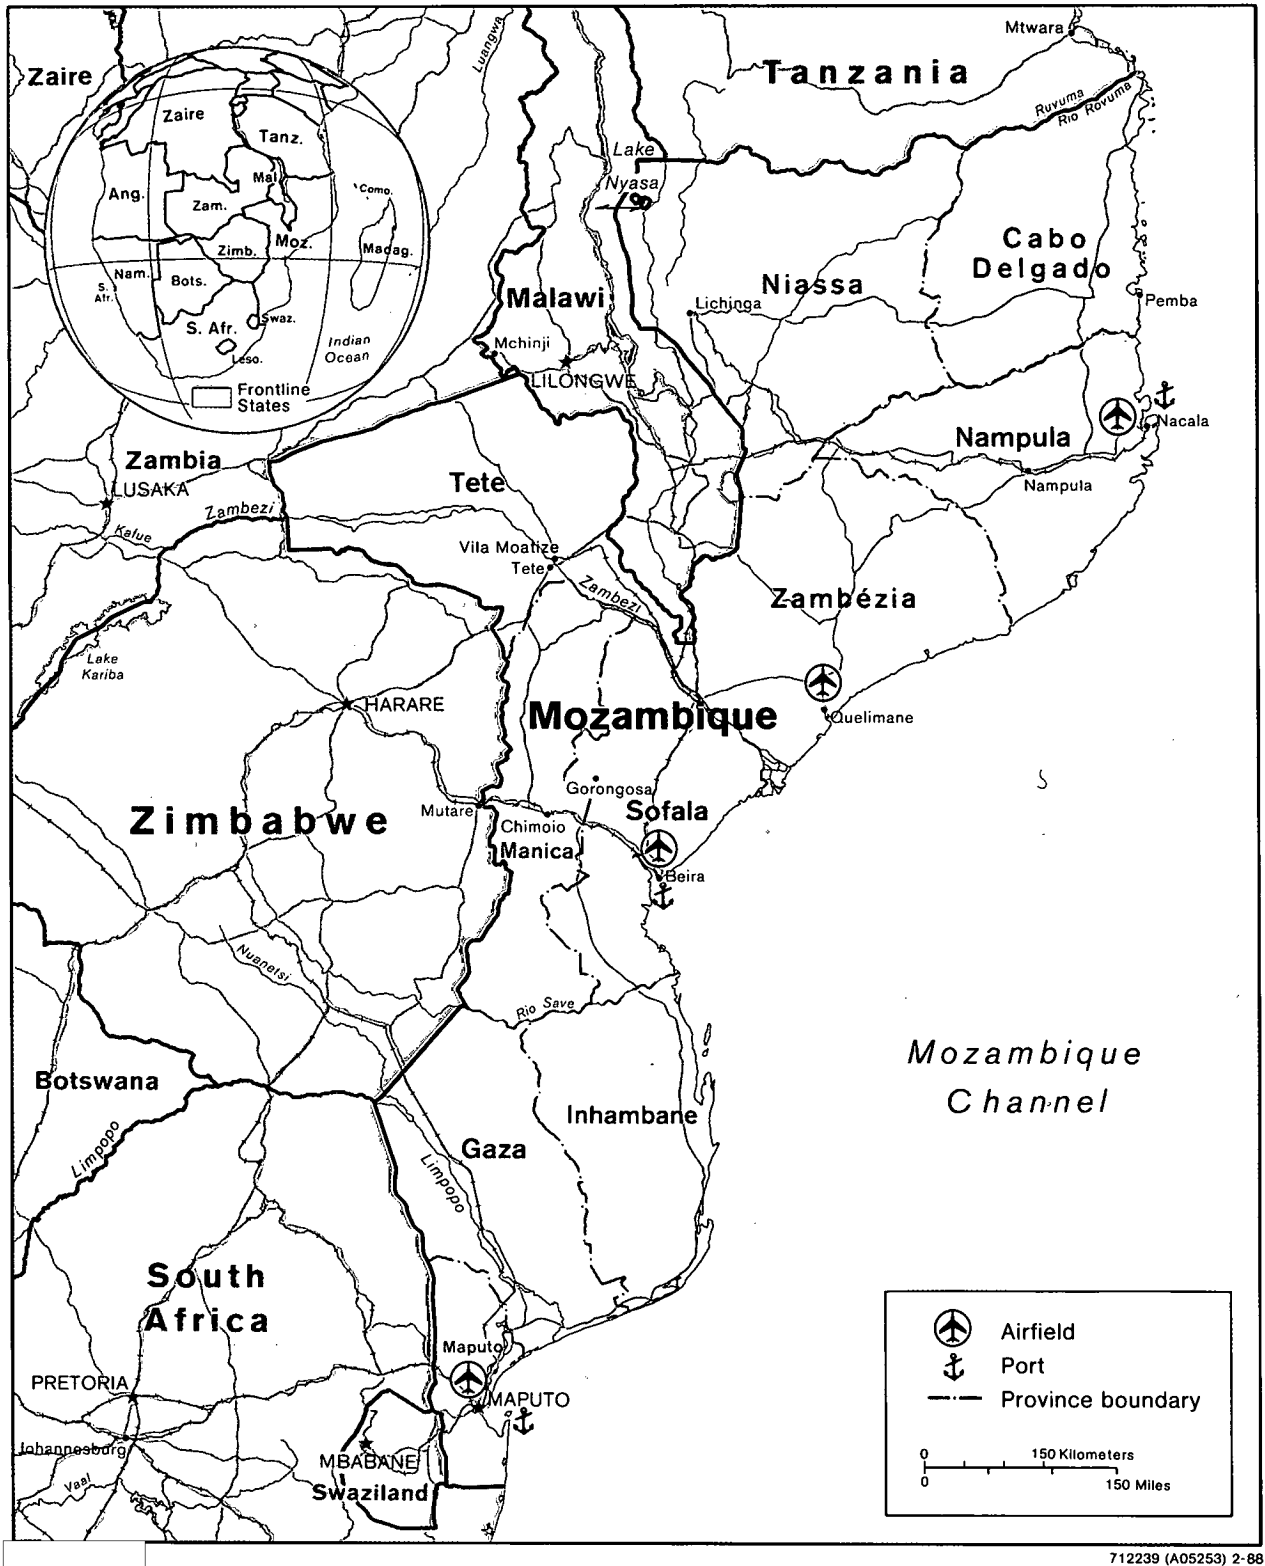 Mtwara
Luangwa
Zaire
Tanzania
Ruvuma
Rio Rovuma
Zaire
Tanz.
Lake
Nyasa
Mal.
Como.
Ang.
Zam.
Cabo
Delgado
Moz.
Zimb.
Madag.
Nam.
Bots.
S.
Afr.
Niassa
Malawi
Lichinga
Pemba
Swaz.
S. Afr.
Indian
Ocean
Leso.
Mchinji
LILONGWE
Frontline
States
Nacala
Nampula
Zambia
Tete
LUSAKA
Nampula
Zambezi
Kafue
Vila Moatize
Tete
Zambezi
Zambézia
Lake
Kariba
HARARE
Mozambique
Quelimane
Gorongosa
Sofala
Mutare
Zimbabwe
Chimoio
Manica
Beira
Nuanetsi
Rio Save
Mozambique
Channel
Botswana
Inhambane
Limpopo
Gaza
Limpopo
South
Africa
Maputo
PRETORIA
MAPUTO
Johannesburg
MBABANE
Vaal
Swaziland
Airfield
Port
Province boundary
0 150 Kilometers
0 150 Miles
712239 (A05253) 2-88